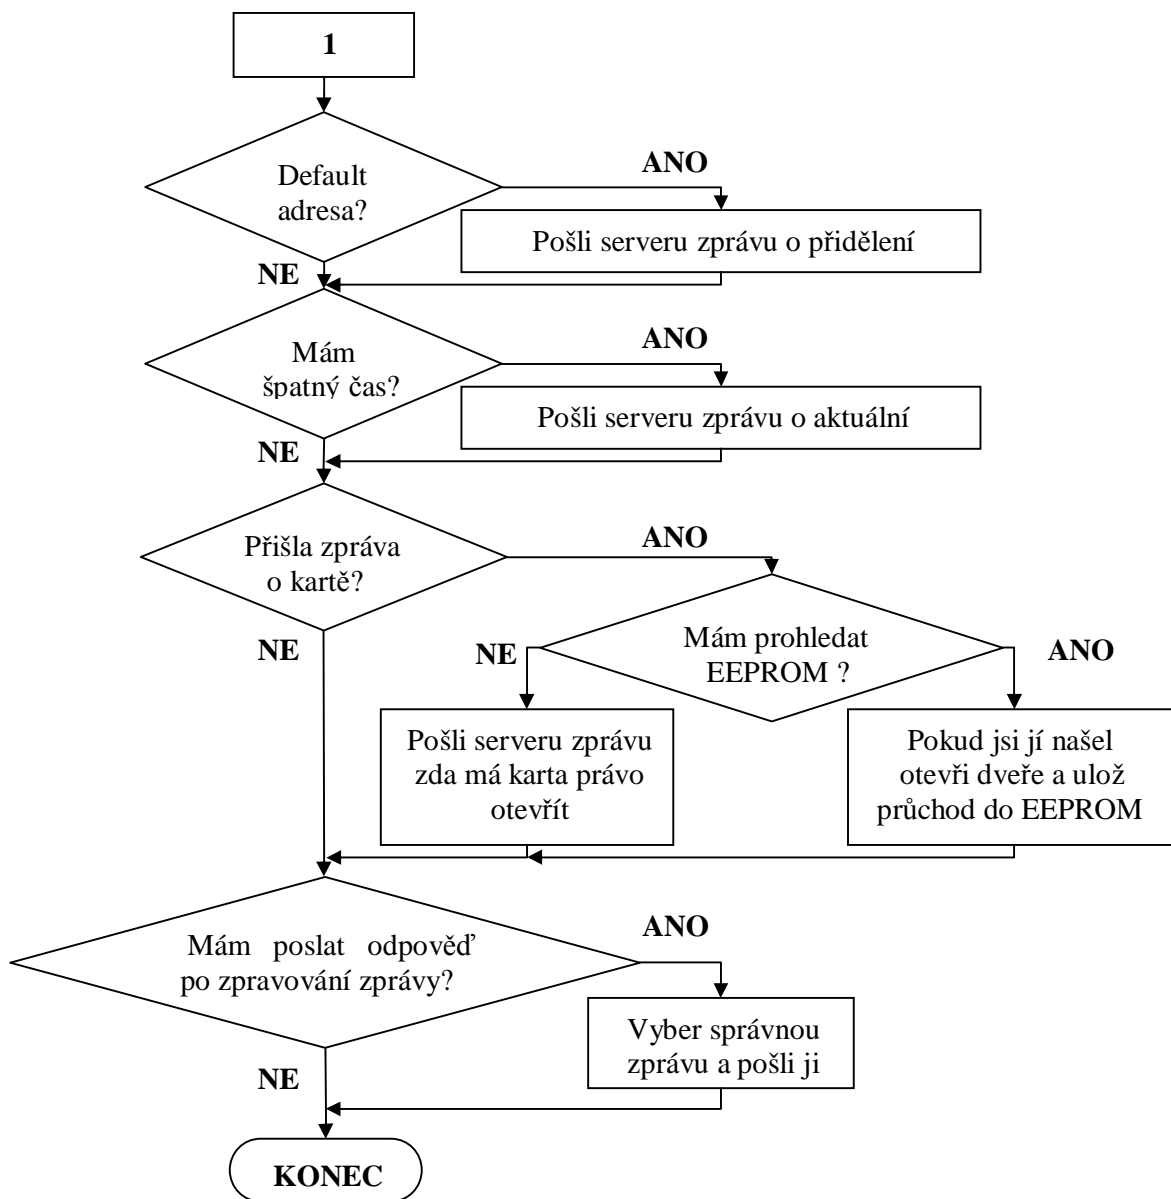 1
Default
adresa?
ANO
Pošli serveru zprávu o přidělení
NE
Mám
špatný čas?
ANO
Pošli serveru zprávu o aktuální
NE
Přišla zpráva
o kartě?
ANO
NE
Mám prohledat
EEPROM ?
NE
ANO
Pošli serveru zprávu
zda má karta právo
otevřít
Pokud jsi jí našel
otevři dveře a ulož
průchod do EEPROM
Mám poslat odpověď
po zpravování zprávy?
ANO
Vyber správnou
zprávu a pošli ji
NE
KONEC